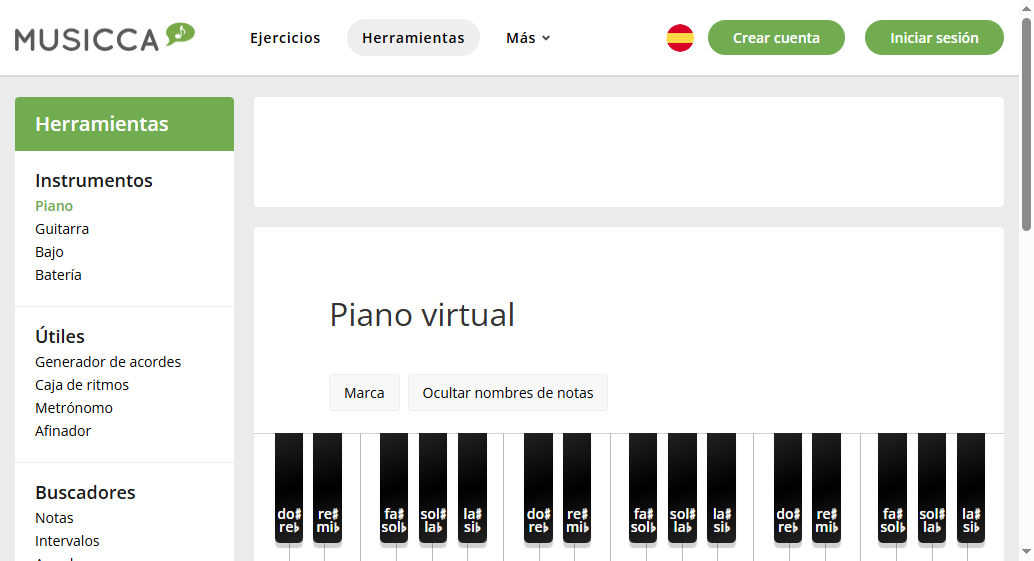 MUSICCA
Ejercicios
Herramientas
Más
Crear cuenta
Iniciar sesión
Herramientas
Instrumentos
Piano
Guitarra
Bajo
Batería
Útiles
Generador de acordes
Caja de ritmos
Metrónomo
Afinador
Buscadores
Notas
Intervalos
Piano virtual
Marca
Ocultar nombres de notas
do♯ re♯ fa♯ sol♯ la♯ do♯ re♯ fa♯ sol♯ la♯ do♯ re♯ fa♯ sol♯ la♯
re♭ mi♭ sol♭ la♭ si♭ re♭ mi♭ sol♭ la♭ si♭ re♭ mi♭ sol♭ la♭ si♭